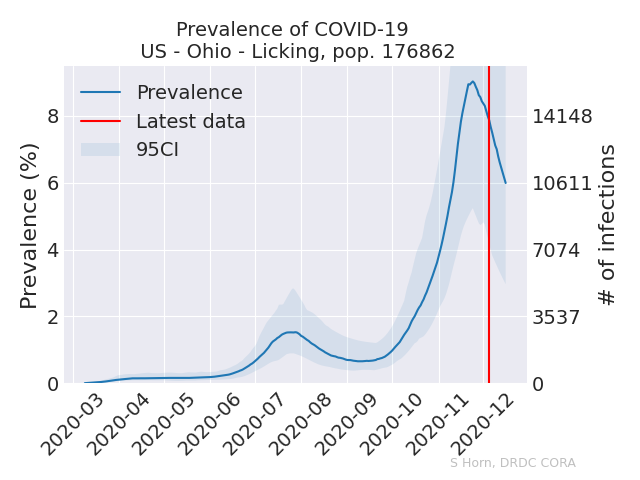 Prevalence of COVID-19
US - Ohio - Licking, pop. 176862
Prevalence
Latest data
95CI
Prevalence (%)
8
6
4
2
0
14148
10611
7074
3537
0
# of infections
2020-03
2020-04
2020-05
2020-06
2020-07
2020-08
2020-09
2020-10
2020-11
2020-12
S Horn, DRDC CORA